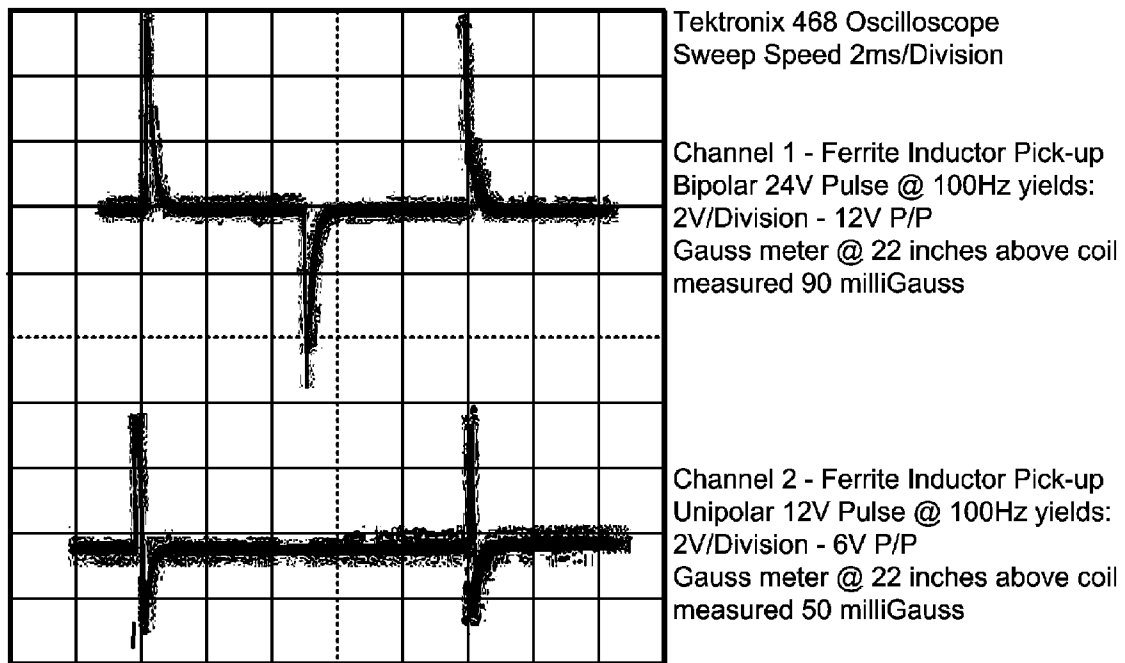 Tektronix 468 Oscilloscope
Sweep Speed 2ms/Division
Channel 1 - Ferrite Inductor Pick-up
Bipolar 24V Pulse @ 100Hz yields:
2V/Division - 12V P/P
Gauss meter @ 22 inches above coil
measured 90 milliGauss
Channel 2 - Ferrite Inductor Pick-up
Unipolar 12V Pulse @ 100Hz yields:
2V/Division - 6V P/P
Gauss meter @ 22 inches above coil
measured 50 milliGauss